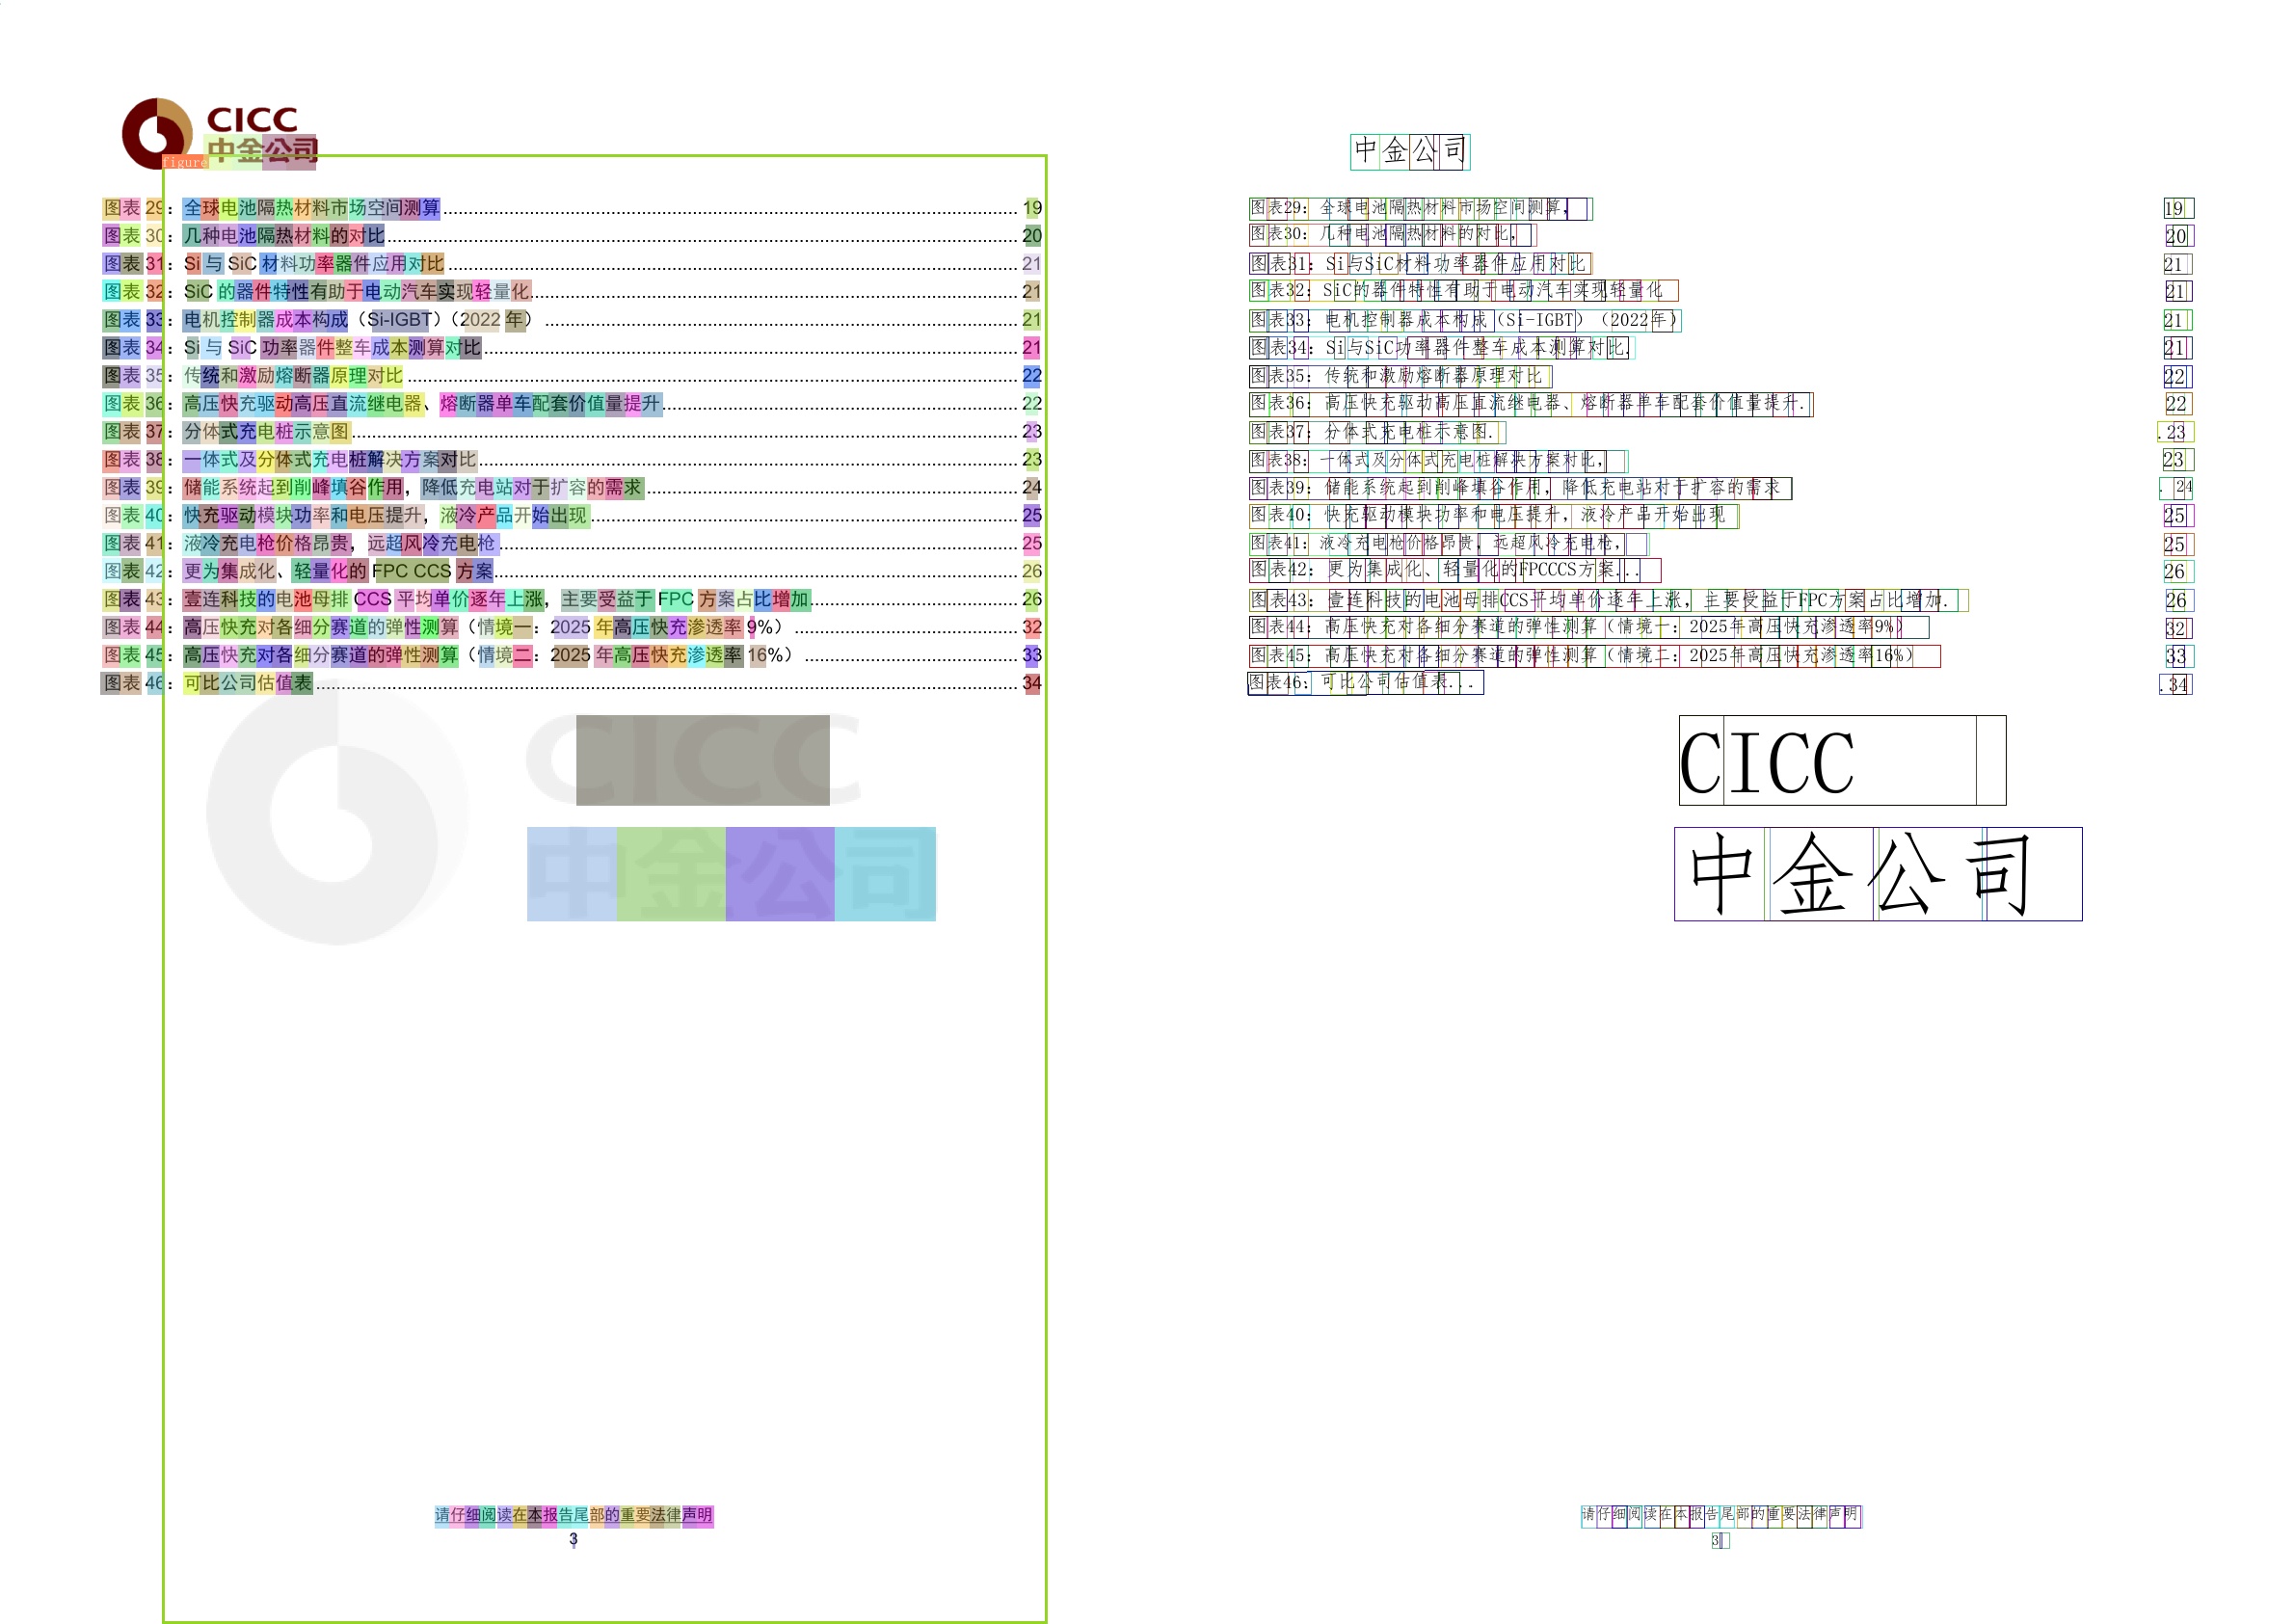 CICC
中金公司
figure
中金公司
图表 29：全球电池隔热材料市场空间测算 19
图表 30：几种电池隔热材料的对比 20
图表 31：Si 与 SiC 材料功率器件应用对比 21
图表 32：SiC 的器件特性有助于电动汽车实现轻量化 21
图表 33：电机控制器成本构成（Si-IGBT）（2022 年） 21
图表 34：Si 与 SiC 功率器件整车成本测算对比 21
图表 35：传统和激励熔断器原理对比 22
图表 36：高压快充驱动高压直流继电器、熔断器单车配套价值量提升 22
图表 37：分体式充电桩示意图 23
图表 38：一体式及分体式充电桩解决方案对比 23
图表 39：储能系统起到削峰填谷作用，降低充电站对于扩容的需求 24
图表 40：快充驱动模块功率和电压提升，液冷产品开始出现 25
图表 41：液冷充电枪价格昂贵，远超风冷充电枪 25
图表 42：更为集成化、轻量化的 FPC CCS 方案 26
图表 43：壹连科技的电池母排 CCS 平均单价逐年上涨，主要受益于 FPC 方案占比增加 26
图表 44：高压快充对各细分赛道的弹性测算（情境一：2025 年高压快充渗透率 9%） 32
图表 45：高压快充对各细分赛道的弹性测算（情境二：2025 年高压快充渗透率 16%） 33
图表 46：可比公司估值表 34
CICC
中金公司
请仔细阅读在本报告尾部的重要法律声明
3
图表29：全球电池隔热材料市场空间测算， 19
图表30：几种电池隔热材料的对比， 20
图表31：Si与SiC材料功率器件应用对比 21
图表32：SiC的器件特性有助于电动汽车实现轻量化 21
图表33：电机控制器成本构成（Si-IGBT）（2022年） 21
图表34：Si与SiC功率器件整车成本测算对比. 21
图表35：传统和激励熔断器原理对比 22
图表36：高压快充驱动高压直流继电器、熔断器单车配套价值量提升. 22
图表37：分体式充电桩示意图. .23
图表38：一体式及分体式充电桩解决方案对比， 23
图表39：储能系统起到削峰填谷作用，降低充电站对于扩容的需求 . 24
图表40：快充驱动模块功率和电压提升，液冷产品开始出现 25
图表41：液冷充电枪价格昂贵，远超风冷充电枪， 25
图表42：更为集成化、轻量化的FPCCCS方案... 26
图表43：壹连科技的电池母排CCS平均单价逐年上涨，主要受益于FPC方案占比增加. 26
图表44：高压快充对各细分赛道的弹性测算（情境一：2025年高压快充渗透率9%） 32
图表45：高压快充对各细分赛道的弹性测算（情境二：2025年高压快充渗透率16%） 33
图表46：可比公司估值表... .34
CICC
中金公司
请仔细阅读在本报告尾部的重要法律声明
3